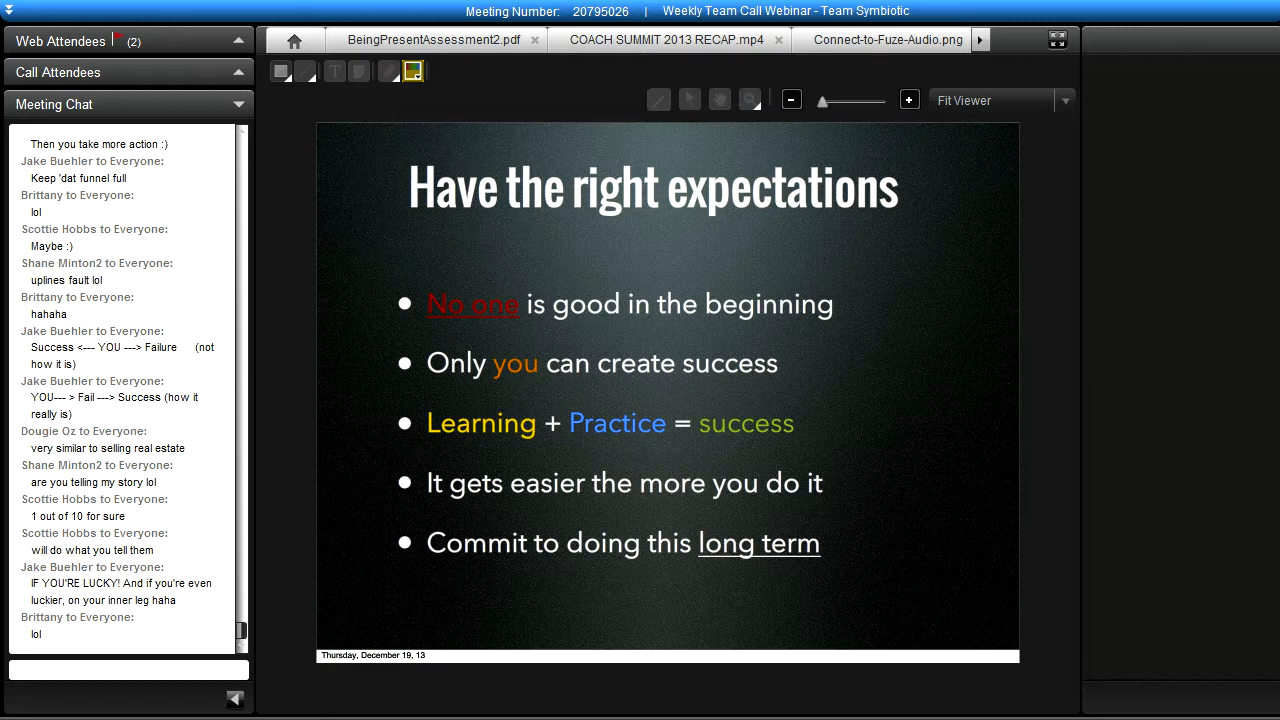 Meeting Number: 20795026 | Weekly Team Call Webinar - Team Symbiotic
Web Attendees (2)
Call Attendees
Meeting Chat
Then you take more action :)
Jake Buehler to Everyone:
Keep 'dat funnel full
Brittany to Everyone:
lol
Scottie Hobbs to Everyone:
Maybe :)
Shane Minton2 to Everyone:
uplines fault lol
Brittany to Everyone:
hahaha
Jake Buehler to Everyone:
Success <--- YOU ---> Failure (not
how it is)
Jake Buehler to Everyone:
YOU--- > Fail ---> Success (how it
really is)
Dougie Oz to Everyone:
very similar to selling real estate
Shane Minton2 to Everyone:
are you telling my story lol
Scottie Hobbs to Everyone:
1 out of 10 for sure
Scottie Hobbs to Everyone:
will do what you tell them
Jake Buehler to Everyone:
IF YOU'RE LUCKY! And if you're even
luckier, on your inner leg haha
Brittany to Everyone:
lol
BeingPresentAssessment2.pdf
COACH SUMMIT 2013 RECAP.mp4
Connect-to-Fuze-Audio.png
T
Fit Viewer
Have the right expectations
• No one is good in the beginning
• Only you can create success
• Learning + Practice = success
• It gets easier the more you do it
• Commit to doing this long term
Thursday, December 19, 13